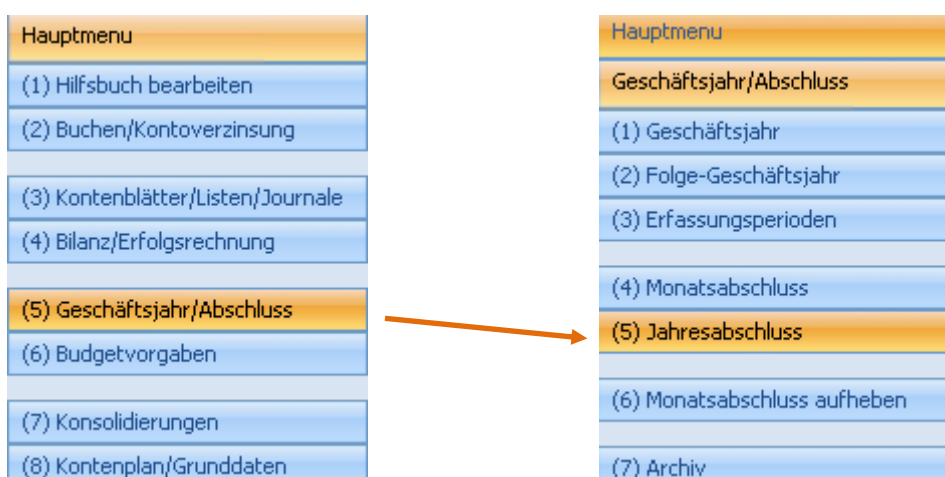 Hauptmenu
(1) Hilfsbuch bearbeiten
(2) Buchen/Kontoverzinsung
(3) Kontenblätter/Listen/Journale
(4) Bilanz/Erfolgsrechnung
(5) Geschäftsjahr/Abschluss
(6) Budgetvorgaben
(7) Konsolidierungen
(8) Kontenplan/Grunddaten
Hauptmenu
Geschäftsjahr/Abschluss
(1) Geschäftsjahr
(2) Folge-Geschäftsjahr
(3) Erfassungsperioden
(4) Monatsabschluss
(5) Jahresabschluss
(6) Monatsabschluss aufheben
(7) Archiv